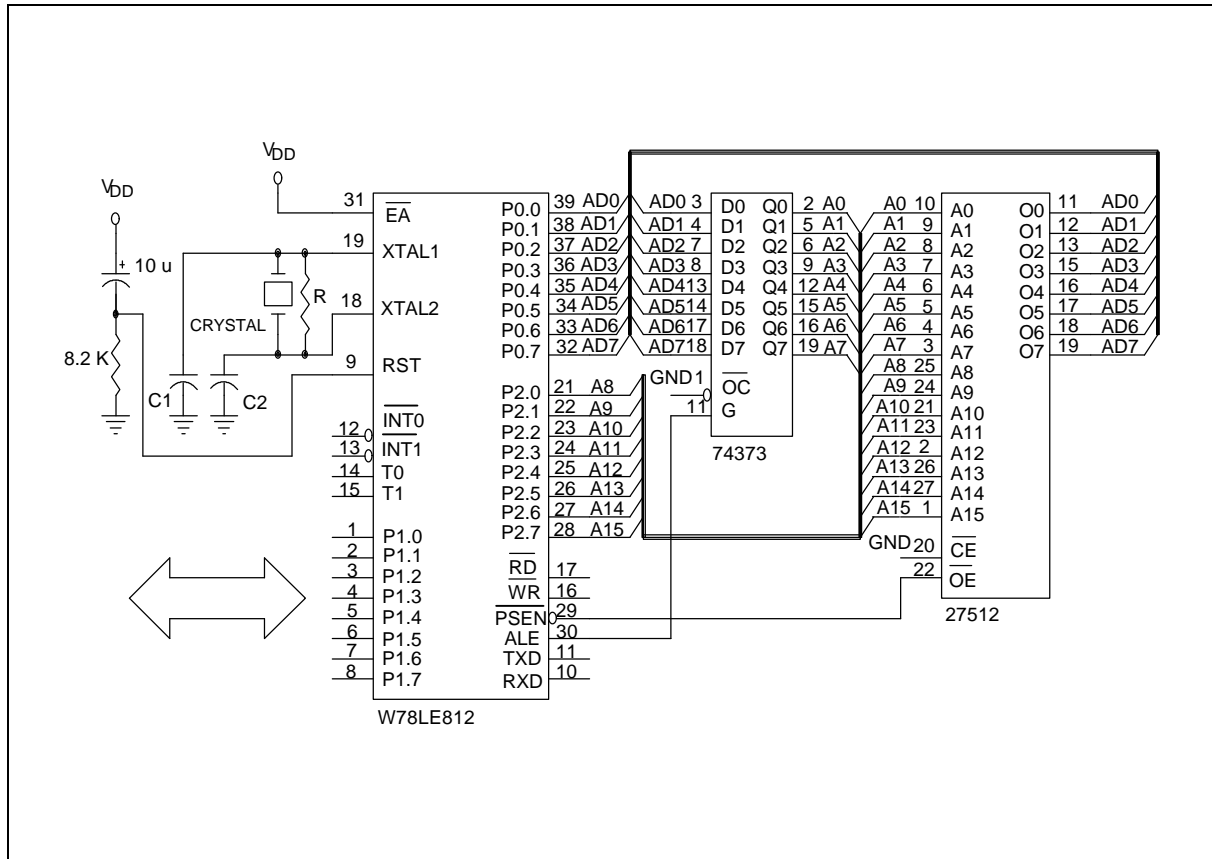 VDD
VDD
10 u
8.2 K
C1
C2
CRYSTAL
R
31 EA
19 XTAL1
18 XTAL2
9 RST
12 INT0
13 INT1
14 T0
15 T1
1 P1.0
2 P1.1
3 P1.2
4 P1.3
5 P1.4
6 P1.5
7 P1.6
8 P1.7
P0.0 39 AD0
P0.1 38 AD1
P0.2 37 AD2
P0.3 36 AD3
P0.4 35 AD4
P0.5 34 AD5
P0.6 33 AD6
P0.7 32 AD7
P2.0 21 A8
P2.1 22 A9
P2.2 23 A10
P2.3 24 A11
P2.4 25 A12
P2.5 26 A13
P2.6 27 A14
P2.7 28 A15
RD 17
WR 16
PSEN 29
ALE 30
TXD 11
RXD 10
W78LE812
AD0 3 D0 Q0 2 A0
AD1 4 D1 Q1 5 A1
AD2 7 D2 Q2 6 A2
AD3 8 D3 Q3 9 A3
AD4 13 D4 Q4 12 A4
AD5 14 D5 Q5 15 A5
AD6 17 D6 Q6 16 A6
AD7 18 D7 Q7 19 A7
GND 1 OC
11 G
74373
A0 10 A0 O0 11 AD0
A1 9 A1 O1 12 AD1
A2 8 A2 O2 13 AD2
A3 7 A3 O3 15 AD3
A4 6 A4 O4 16 AD4
A5 5 A5 O5 17 AD5
A6 4 A6 O6 18 AD6
A7 3 A7 O7 19 AD7
A8 25 A8
A9 24 A9
A10 21 A10
A11 23 A11
A12 2 A12
A13 26 A13
A14 27 A14
A15 1 A15
GND 20 CE
22 OE
27512